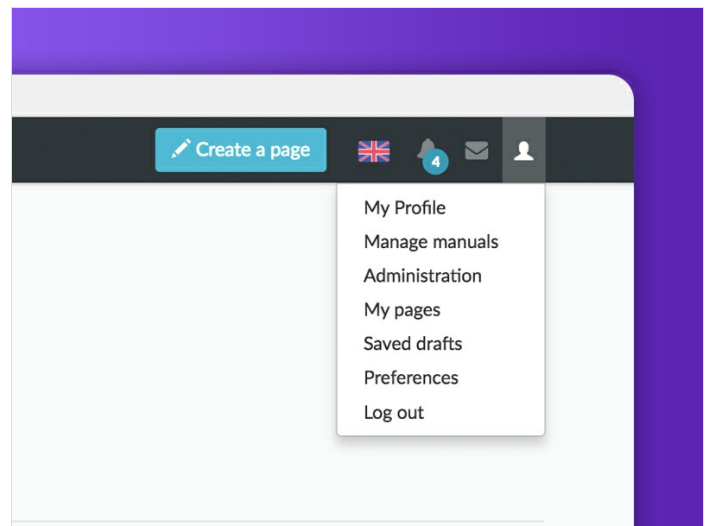 Create a page
4
My Profile
Manage manuals
Administration
My pages
Saved drafts
Preferences
Log out